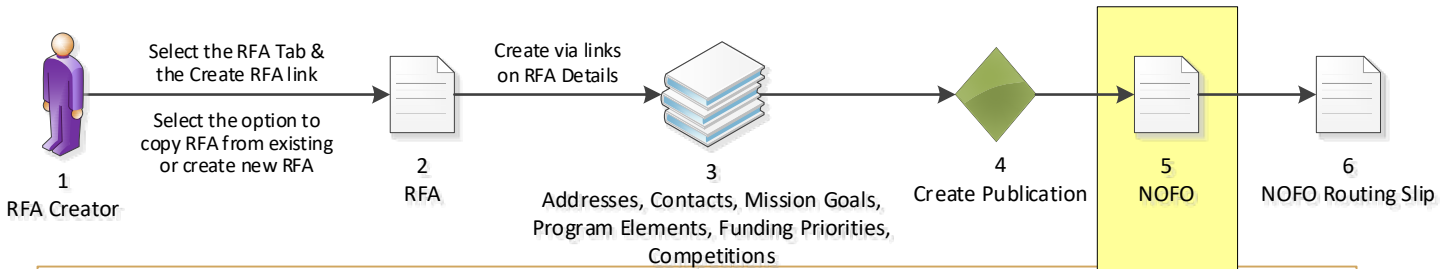 Select the RFA Tab &
the Create RFA link
Select the option to
copy RFA from existing
or create new RFA
Create via links
on RFA Details
1
RFA Creator
2
RFA
3
Addresses, Contacts, Mission Goals,
Program Elements, Funding Priorities,
Competitions
4
Create Publication
5
NOFO
6
NOFO Routing Slip